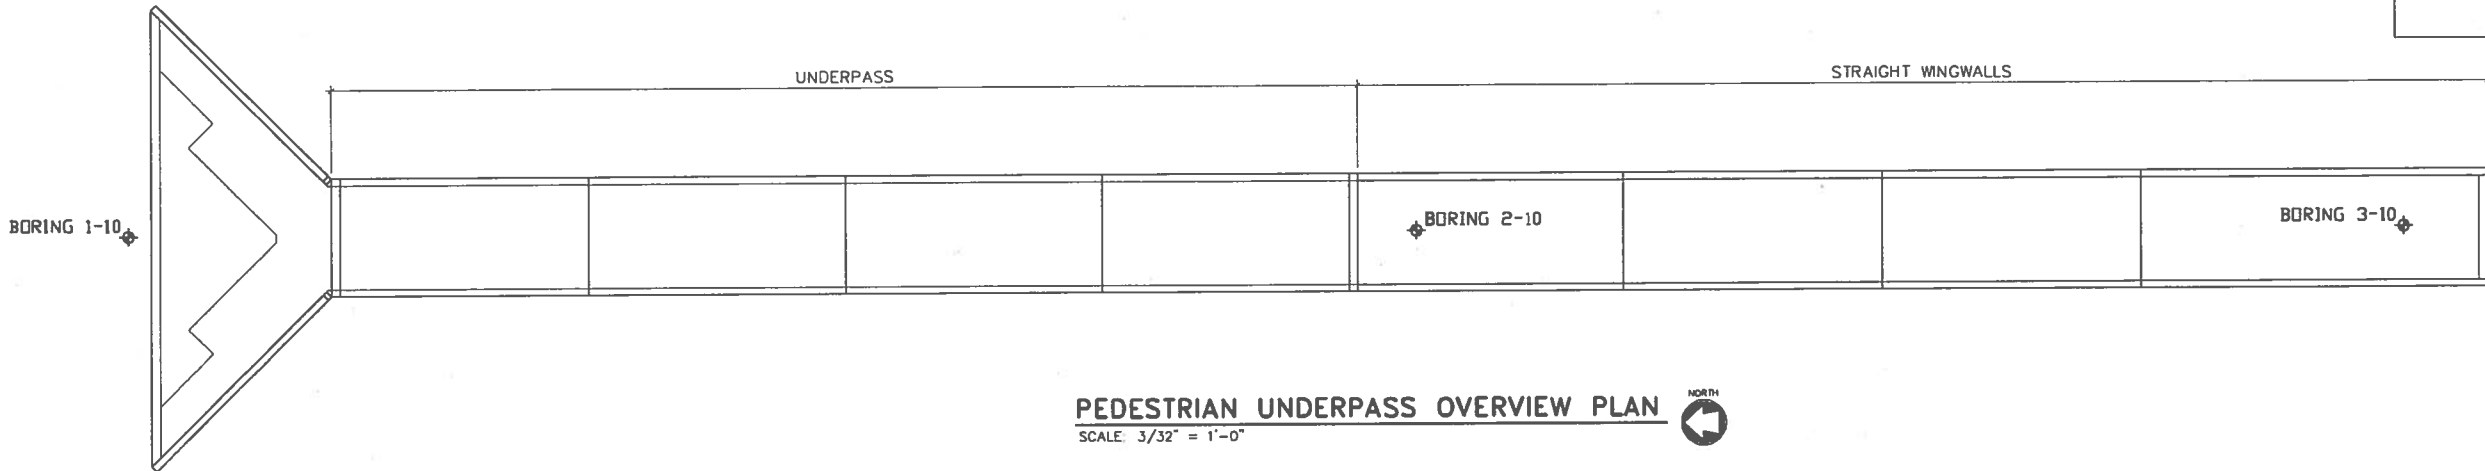 UNDERPASS
STRAIGHT WINGWALLS
BORING 1-10
BORING 2-10
BORING 3-10
PEDESTRIAN UNDERPASS OVERVIEW PLAN
NORTH
SCALE: 3/32" = 1'-0"